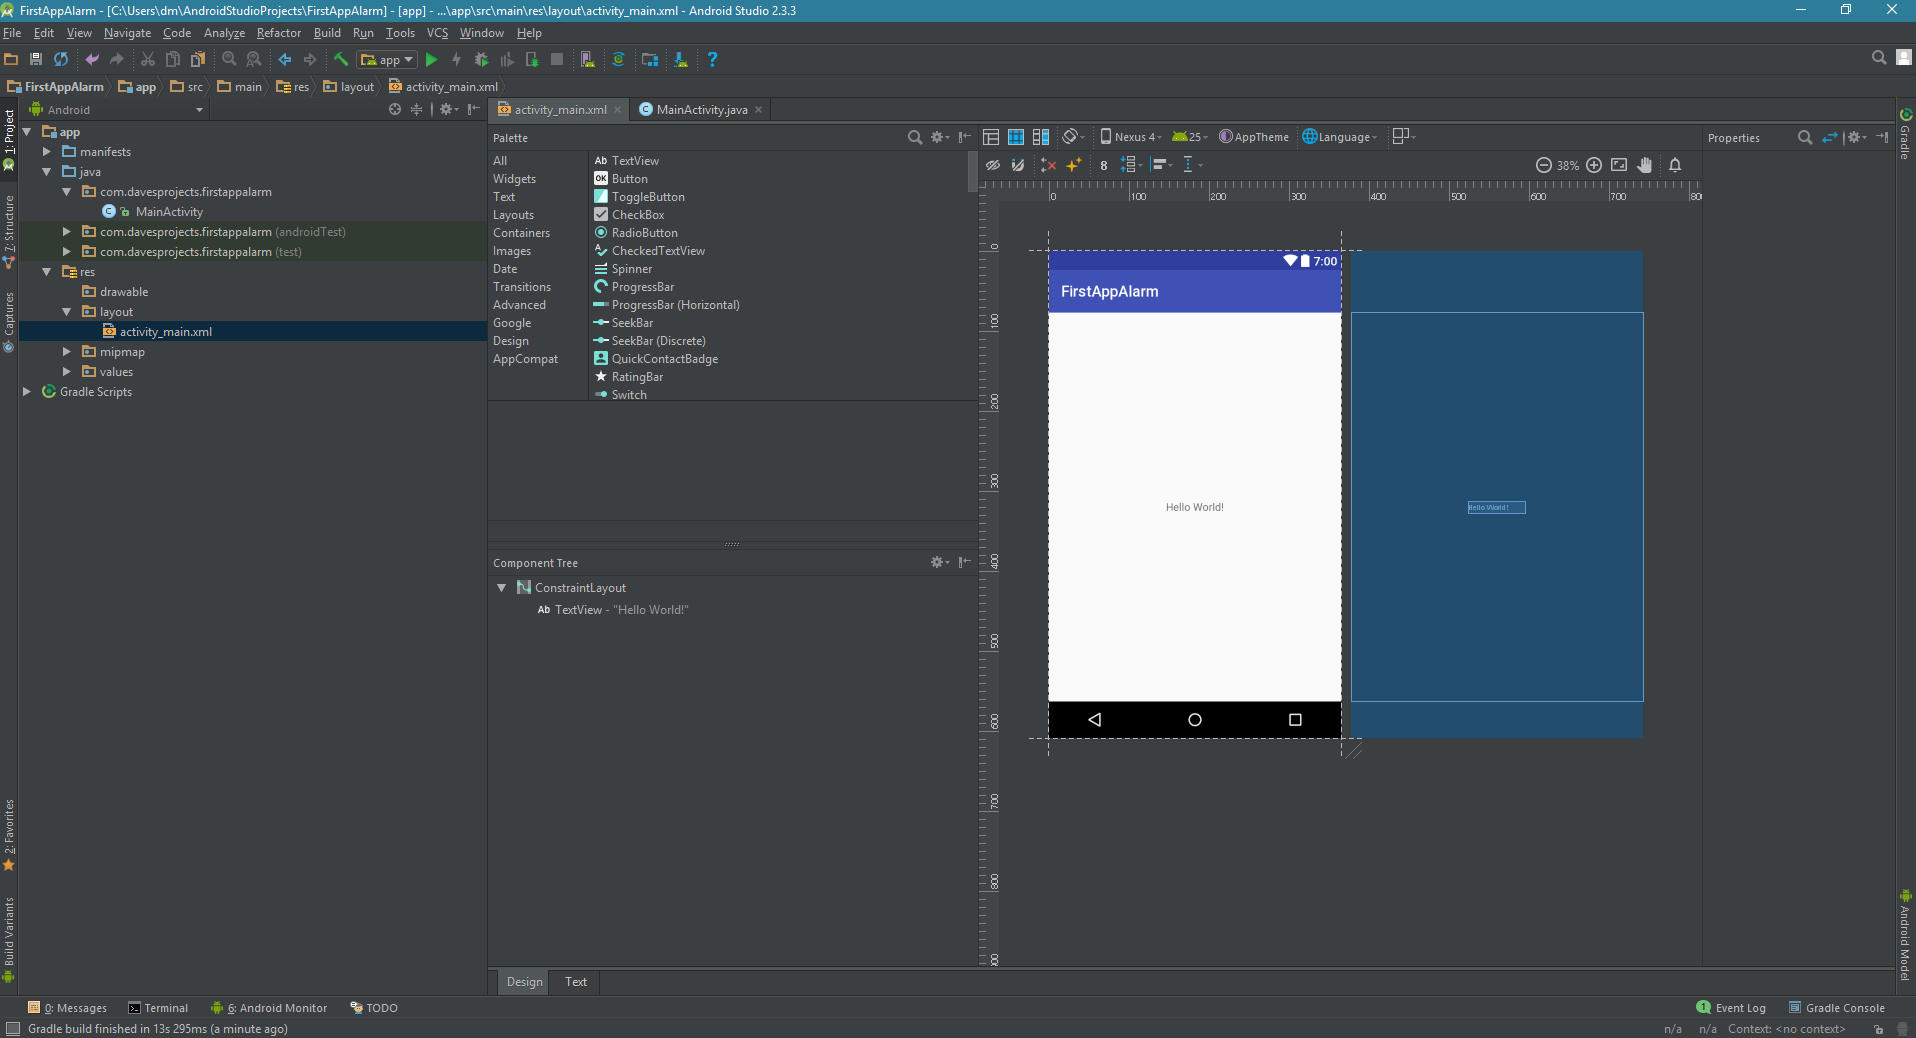 FirstAppAlarm - [C:\Users\dm\AndroidStudioProjects\FirstAppAlarm] - [app] - ...\app\src\main\res\layout\activity_main.xml - Android Studio 2.3.3
File Edit View Navigate Code Analyze Refactor Build Run Tools VCS Window Help
app
FirstAppAlarm app src main res layout activity_main.xml
Android
activity_main.xml MainActivity.java
1: Project
7: Structure
Captures
2: Favorites
Build Variants
app
manifests
java
com.davesprojects.firstappalarm
MainActivity
com.davesprojects.firstappalarm (androidTest)
com.davesprojects.firstappalarm (test)
res
drawable
layout
activity_main.xml
mipmap
values
Gradle Scripts
Palette
All
Widgets
Text
Layouts
Containers
Images
Date
Transitions
Advanced
Google
Design
AppCompat
Ab TextView
OK Button
ToggleButton
CheckBox
RadioButton
CheckedTextView
Spinner
ProgressBar
ProgressBar (Horizontal)
SeekBar
SeekBar (Discrete)
QuickContactBadge
RatingBar
Switch
Component Tree
ConstraintLayout
Ab TextView - "Hello World!"
Nexus 4 25 AppTheme Language
8 38%
0 100 200 300 400 500 600 700 800
0
100
200
300
400
500
600
700
800
7:00
FirstAppAlarm
Hello World!
Hello World!
Properties
Gradle
Android Model
Design Text
0: Messages Terminal 6: Android Monitor TODO
1 Event Log Gradle Console
Gradle build finished in 13s 295ms (a minute ago)
n/a n/a Context: <no context>